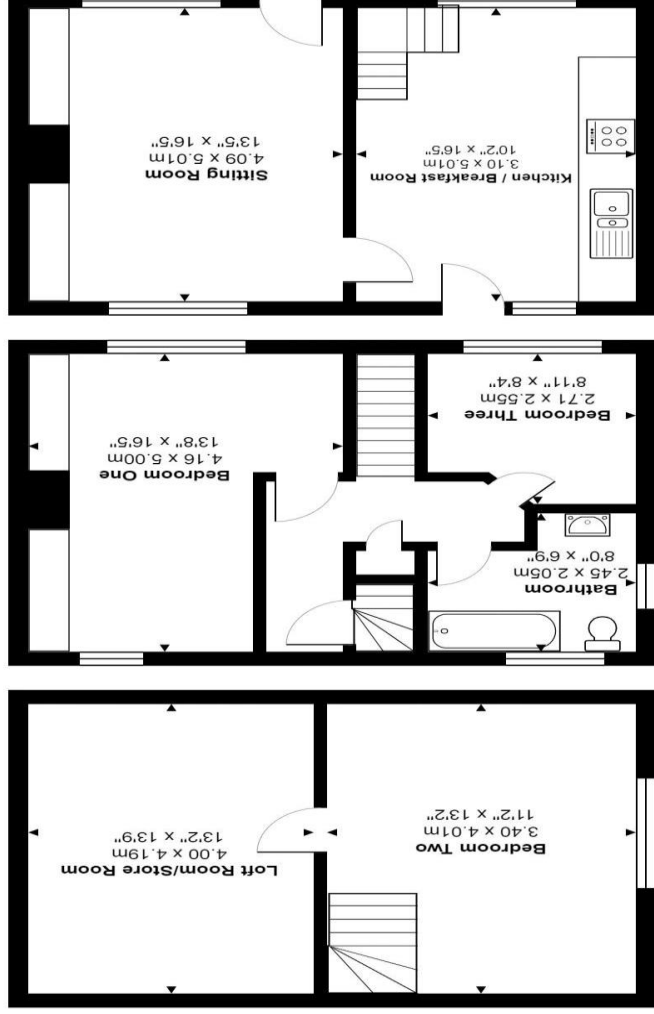 Bedroom Two
3.40 x 4.01m
11'2" x 13'2"
Loft Room/Store Room
4.00 x 4.19m
13'2" x 13'9"
Bathroom
2.45 x 2.05m
8'0" x 6'9"
Bedroom One
4.16 x 5.00m
13'8" x 16'5"
Bedroom Three
2.71 x 2.55m
8'11" x 8'4"
Kitchen / Breakfast Room
3.10 x 5.01m
10'2" x 16'5"
Sitting Room
4.09 x 5.01m
13'5" x 16'5"